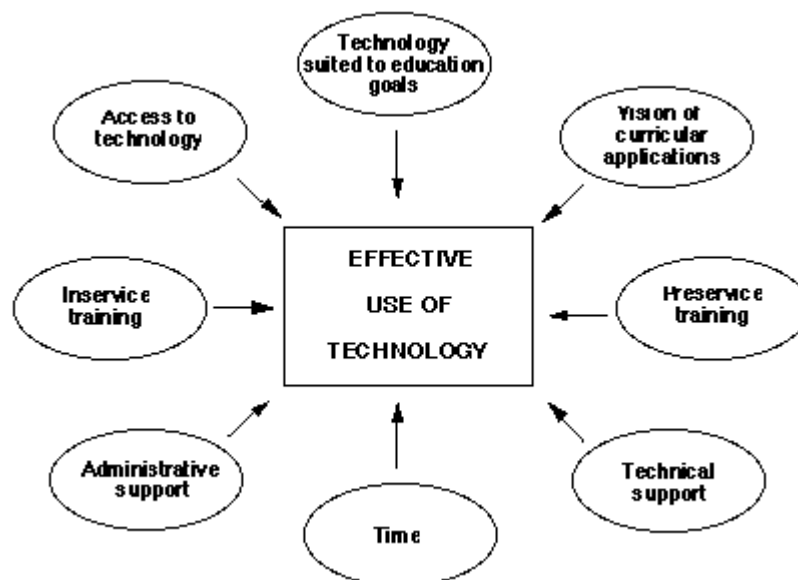 Technology
suited to education
goals
Access to
technology
Vision of
curricular
applications
EFFECTIVE
USE OF
TECHNOLOGY
Inservice
training
Preservice
training
Administrative
support
Time
Technical
support